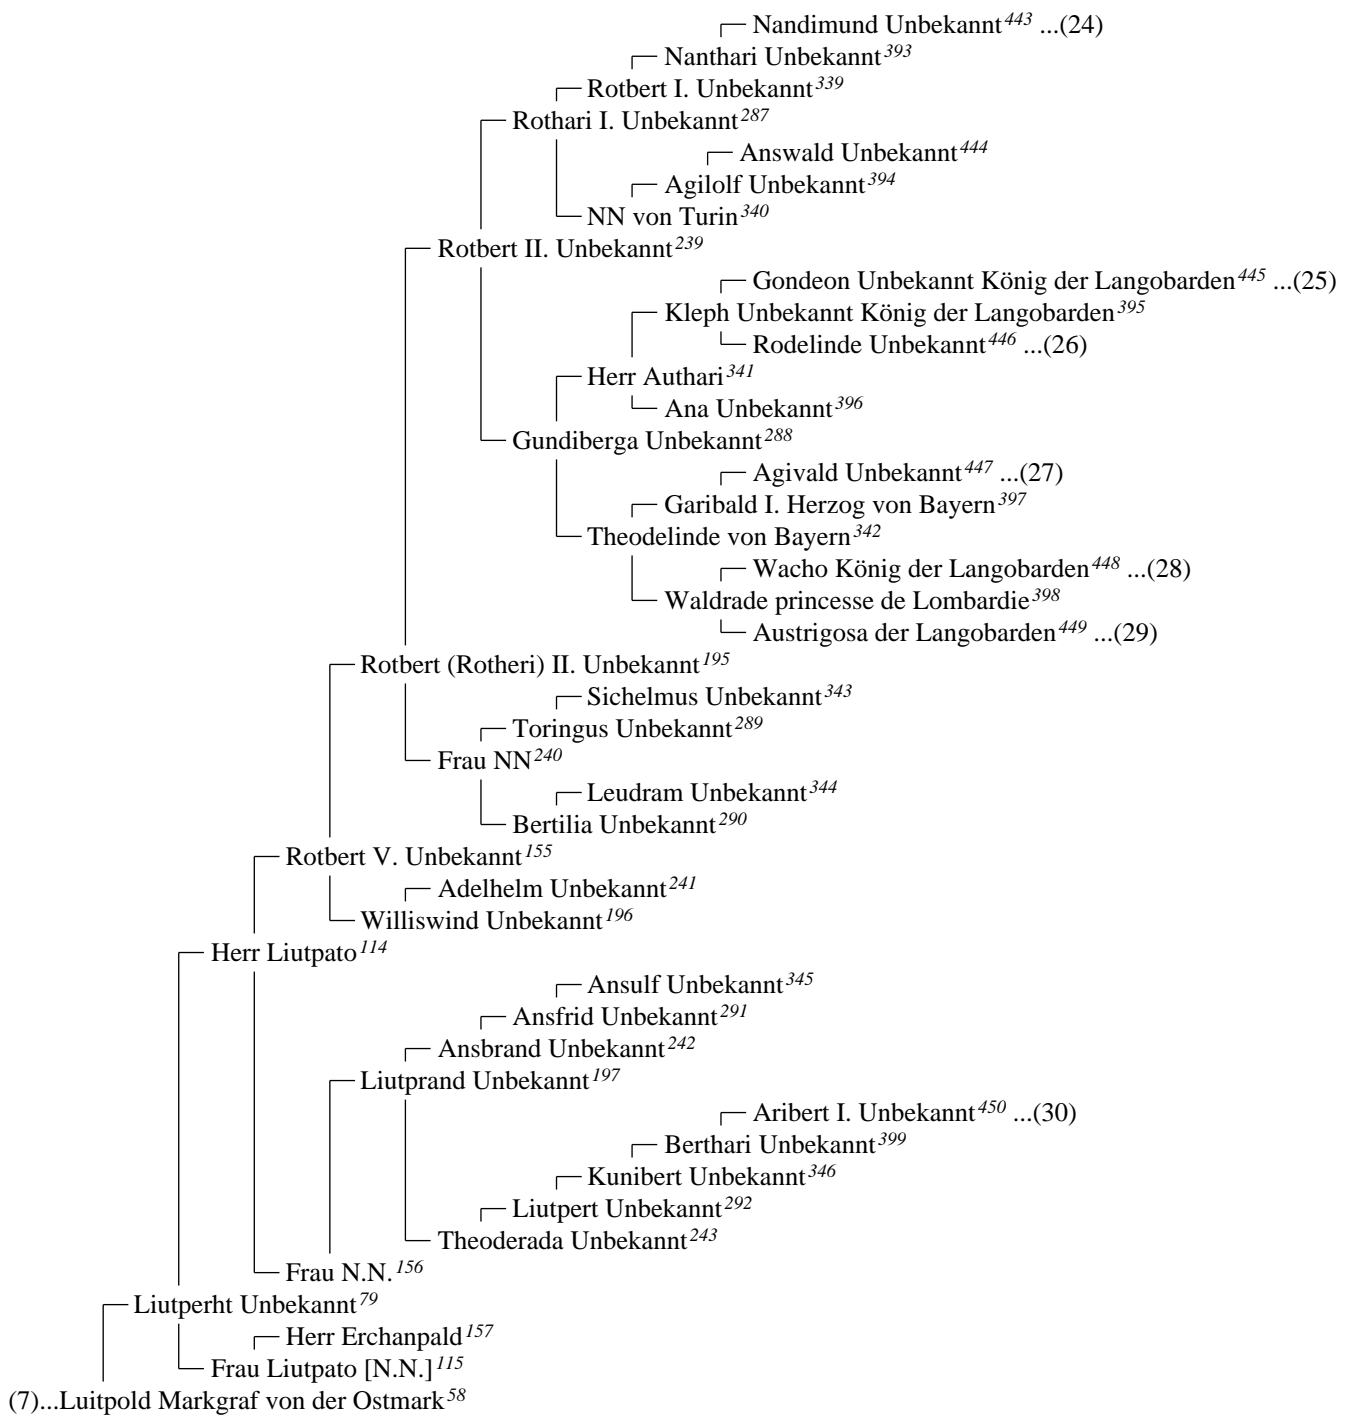 Nandimund Unbekannt443 ...(24)
Nanthari Unbekannt393
Rotbert I. Unbekannt339
Rothari I. Unbekannt287
Answald Unbekannt444
Agilolf Unbekannt394
NN von Turin340
Rotbert II. Unbekannt239
Gondeon Unbekannt König der Langobarden445 ...(25)
Kleph Unbekannt König der Langobarden395
Rodelinde Unbekannt446 ...(26)
Herr Authari341
Ana Unbekannt396
Gundiberga Unbekannt288
Agivald Unbekannt447 ...(27)
Garibald I. Herzog von Bayern397
Theodelinde von Bayern342
Wacho König der Langobarden448 ...(28)
Waldrade princesse de Lombardie398
Austrigosa der Langobarden449 ...(29)
Rotbert (Rotheri) II. Unbekannt195
Sichelmus Unbekannt343
Toringus Unbekannt289
Frau NN240
Leudram Unbekannt344
Bertilia Unbekannt290
Rotbert V. Unbekannt155
Adelhelm Unbekannt241
Williswind Unbekannt196
Herr Liutpato114
Ansulf Unbekannt345
Ansfrid Unbekannt291
Ansbrand Unbekannt242
Liutprand Unbekannt197
Aribert I. Unbekannt450 ...(30)
Berthari Unbekannt399
Kunibert Unbekannt346
Liutpert Unbekannt292
Theoderada Unbekannt243
Frau N.N.156
Liutperht Unbekannt79
Herr Erchanpald157
Frau Liutpato [N.N.]115
(7)...Luitpold Markgraf von der Ostmark58